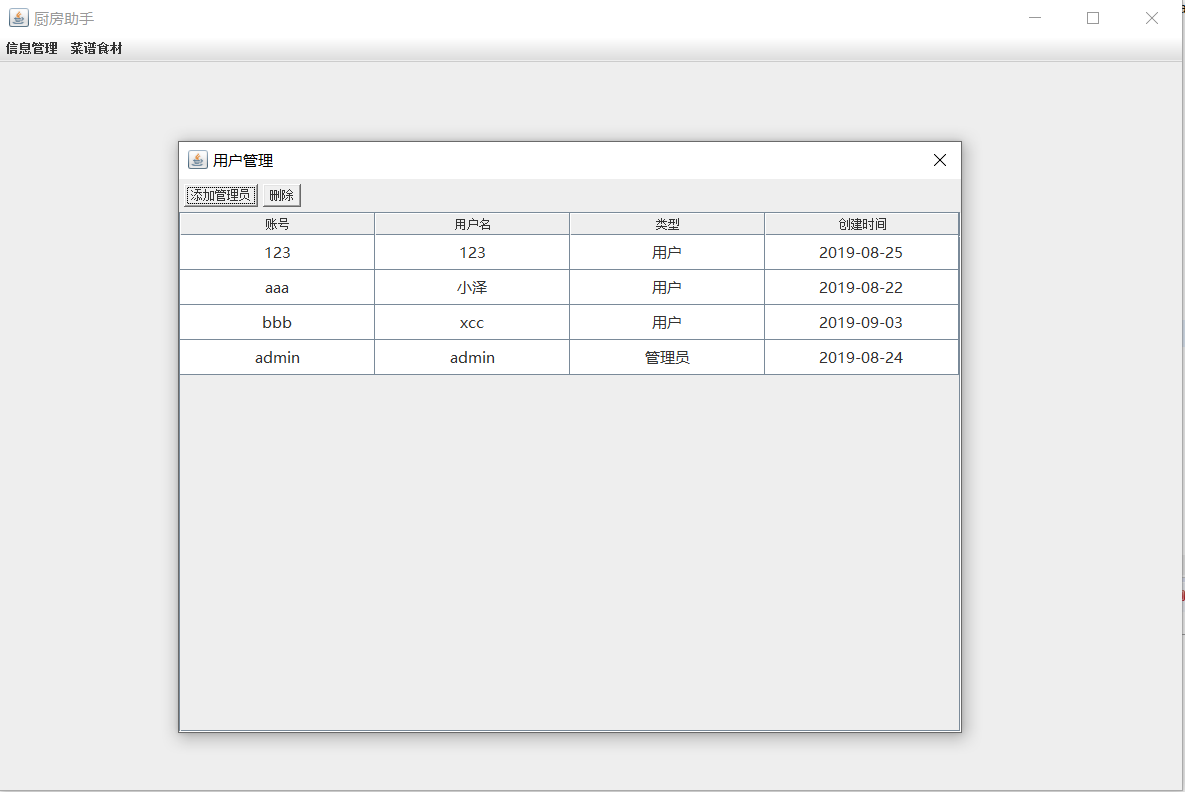 厨房助手
信息管理 菜谱食材
用户管理
添加管理员 删除
账号 用户名 类型 创建时间
123 123 用户 2019-08-25
aaa 小泽 用户 2019-08-22
bbb xcc 用户 2019-09-03
admin admin 管理员 2019-08-24